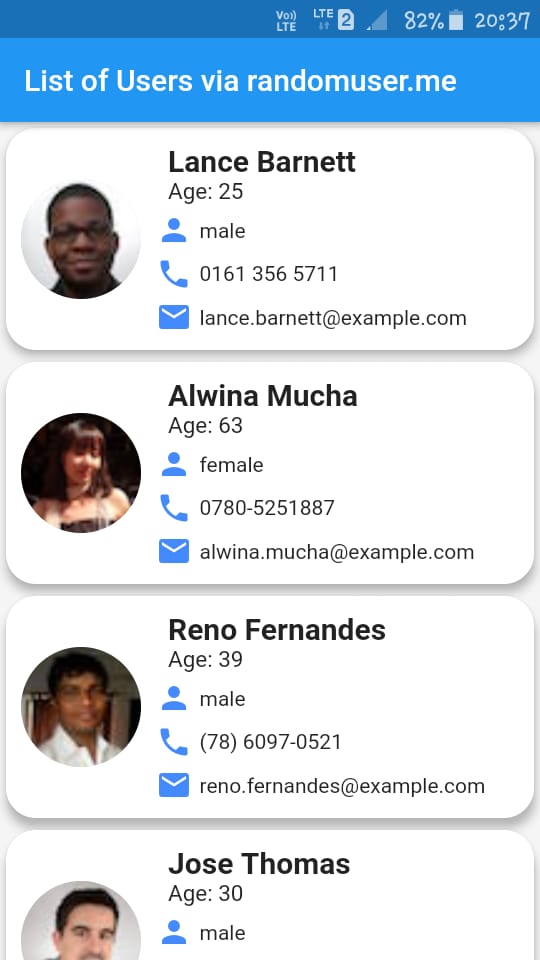 Vo)) LTE LTE 2 82% 20:37
List of Users via randomuser.me
Lance Barnett
Age: 25
male
0161 356 5711
lance.barnett@example.com
Alwina Mucha
Age: 63
female
0780-5251887
alwina.mucha@example.com
Reno Fernandes
Age: 39
male
(78) 6097-0521
reno.fernandes@example.com
Jose Thomas
Age: 30
male